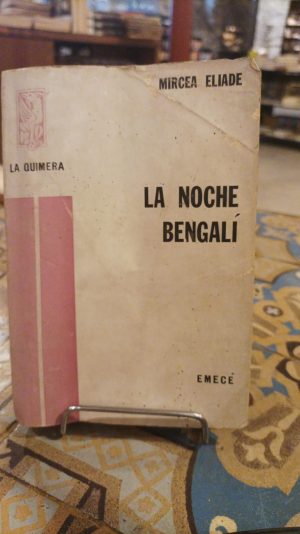 MIRCEA ELIADE
LA QUIMERA
LA NOCHE
BENGALÍ
EMECÉ